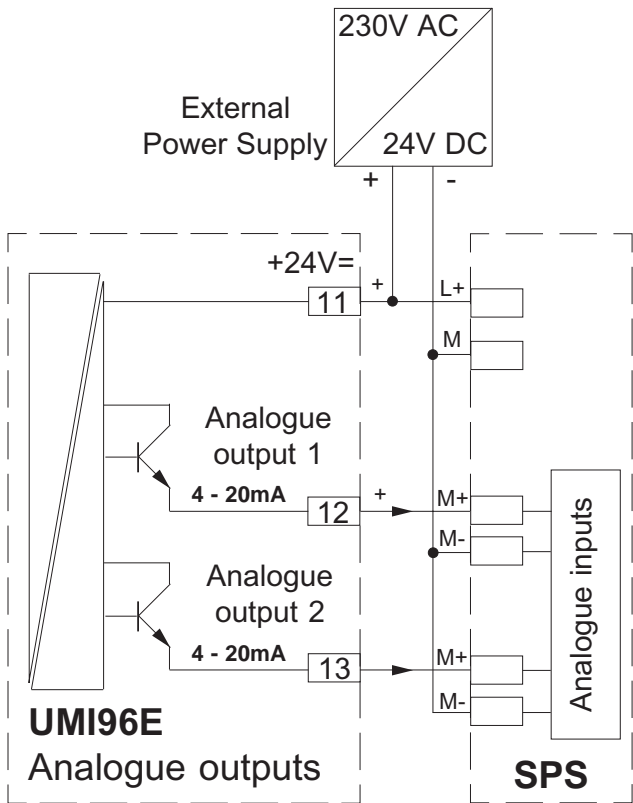 230V AC
External
Power Supply
24V DC
+ -
+24V=
11
+
L+
M
Analogue
output 1
4 - 20mA
12
+
M+
M-
Analogue
output 2
4 - 20mA
13
M+
M-
Analogue inputs
UMI96E
Analogue outputs
SPS